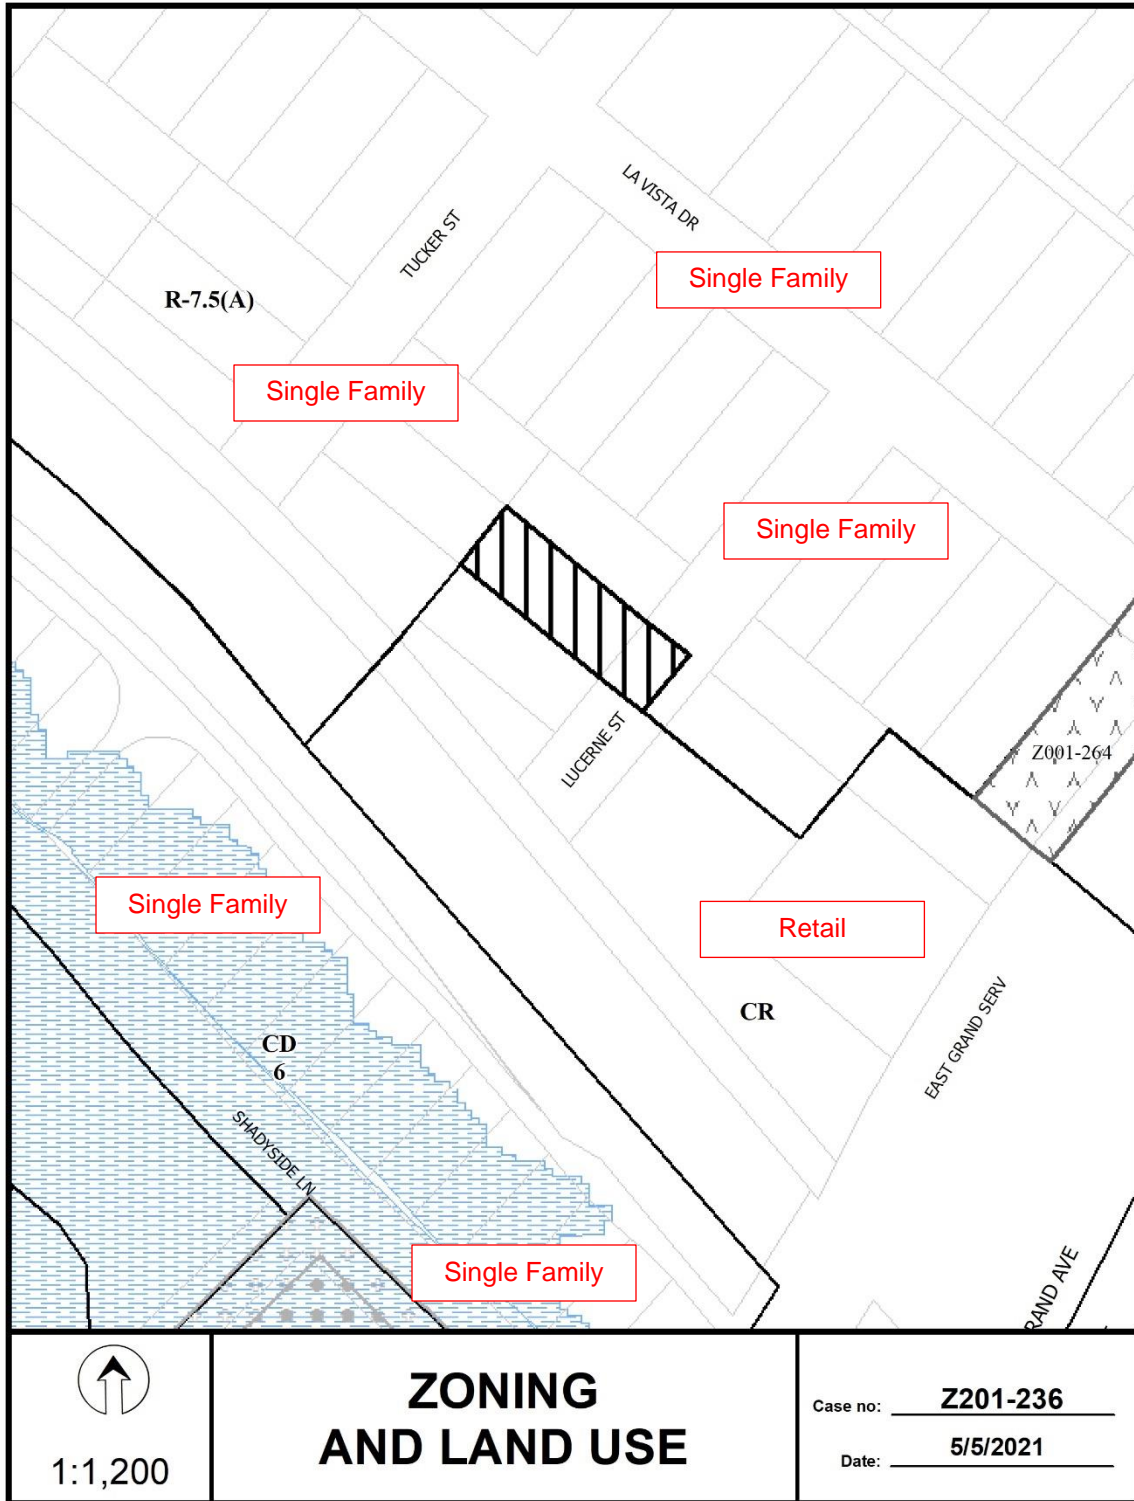 LA VISTA DR
TUCKER ST
Single Family
R-7.5(A)
Single Family
Single Family
LUCERNE ST
Z001-264
Single Family
Retail
CR
EAST GRAND SERV
CD
6
SHADYSIDE LN
Single Family
RAND AVE
1:1,200
ZONING
AND LAND USE
Case no: Z201-236
Date: 5/5/2021